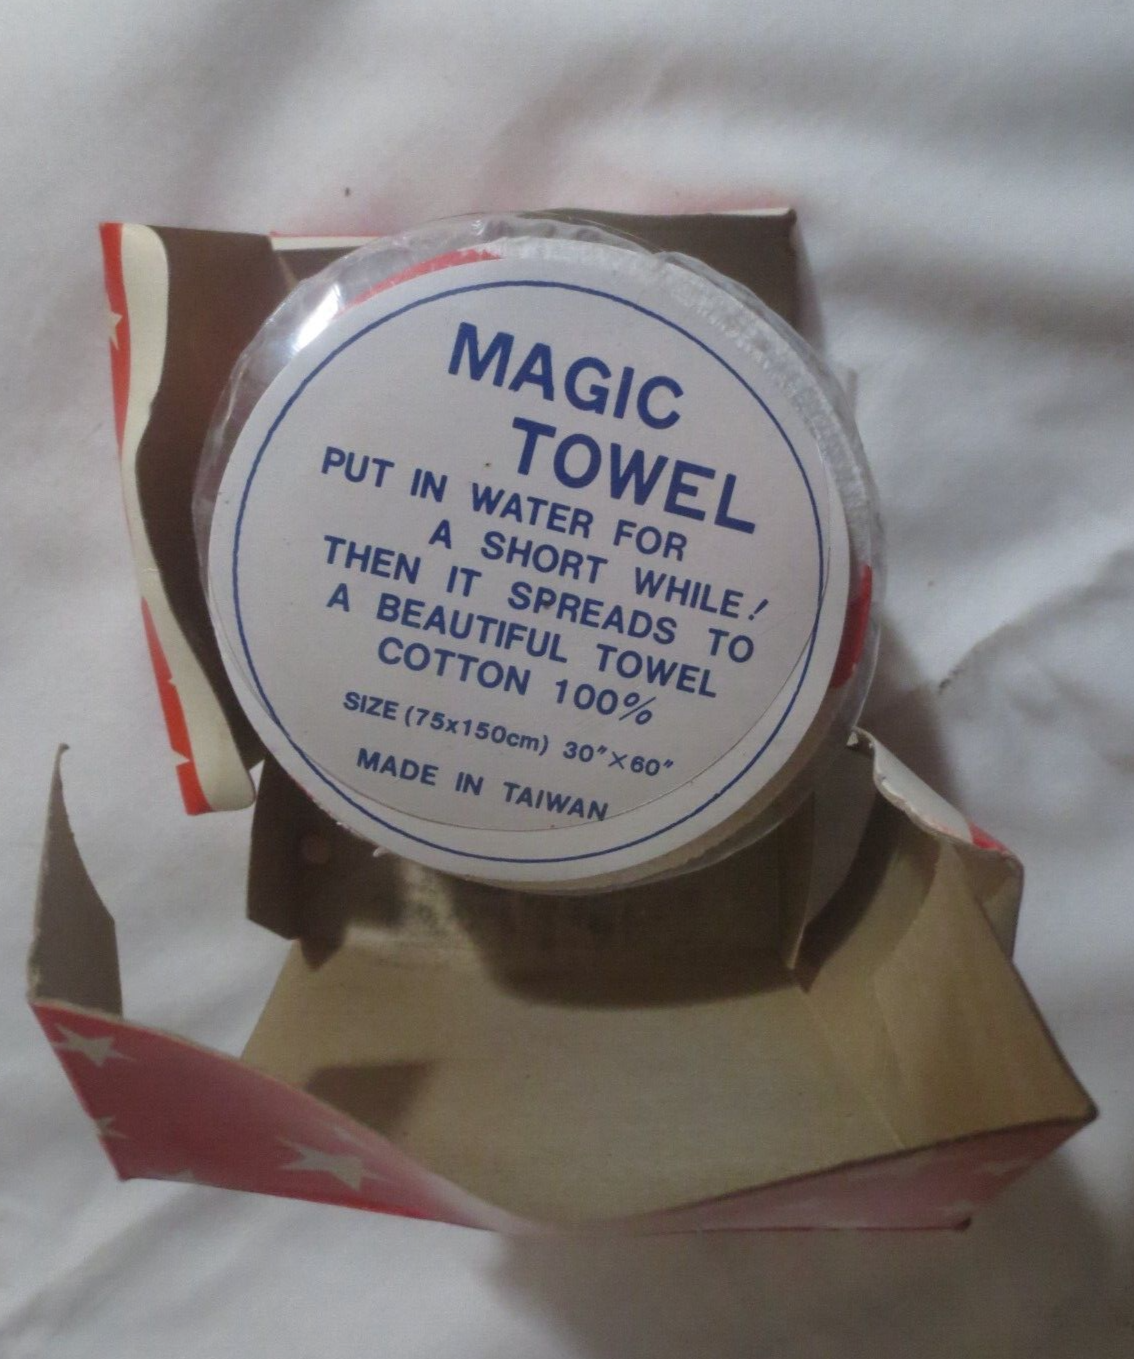 MAGIC
TOWEL
PUT IN WATER FOR
A SHORT WHILE!
THEN IT SPREADS TO
A BEAUTIFUL TOWEL
COTTON 100%
SIZE (75x150cm) 30"×60"
MADE IN TAIWAN